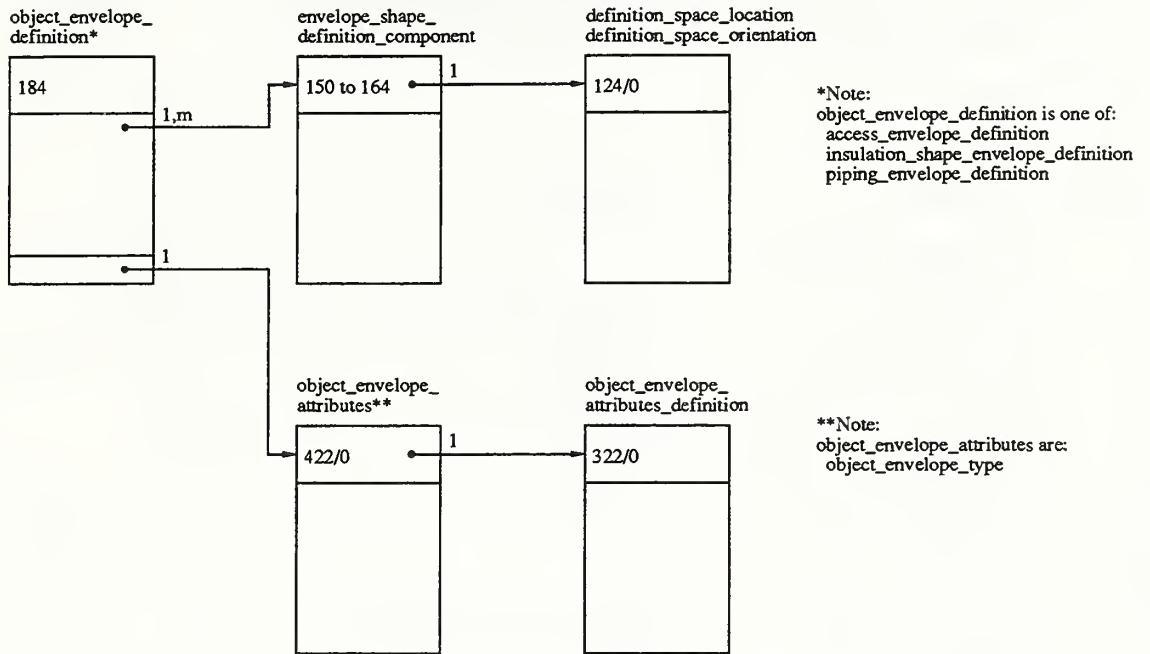 object_envelope_
definition*
184
1,m
1
envelope_shape_
definition_component
150 to 164
1
definition_space_location
definition_space_orientation
124/0
*Note:
object_envelope_definition is one of:
access_envelope_definition
insulation_shape_envelope_definition
piping_envelope_definition
object_envelope_
attributes**
422/0
1
object_envelope_
attributes_definition
322/0
**Note:
object_envelope_attributes are:
object_envelope_type